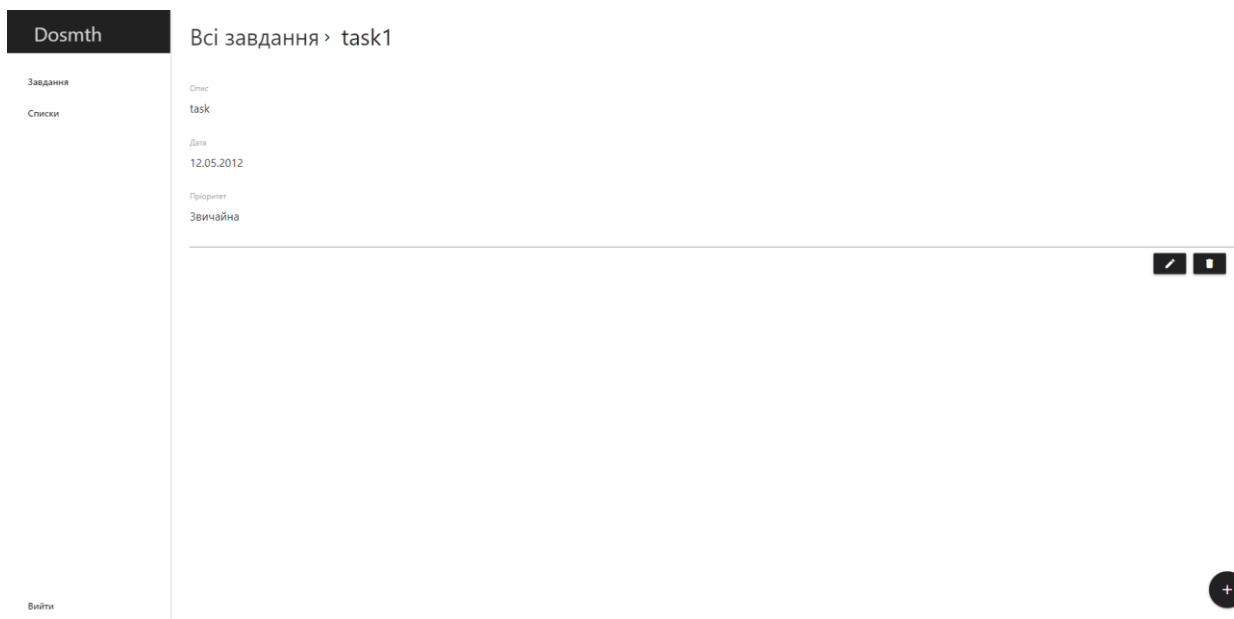 Dosmth
Всі завдання › task1
Завдання
Списки
Опис
task
Дата
12.05.2012
Пріоритет
Звичайна
Вийти